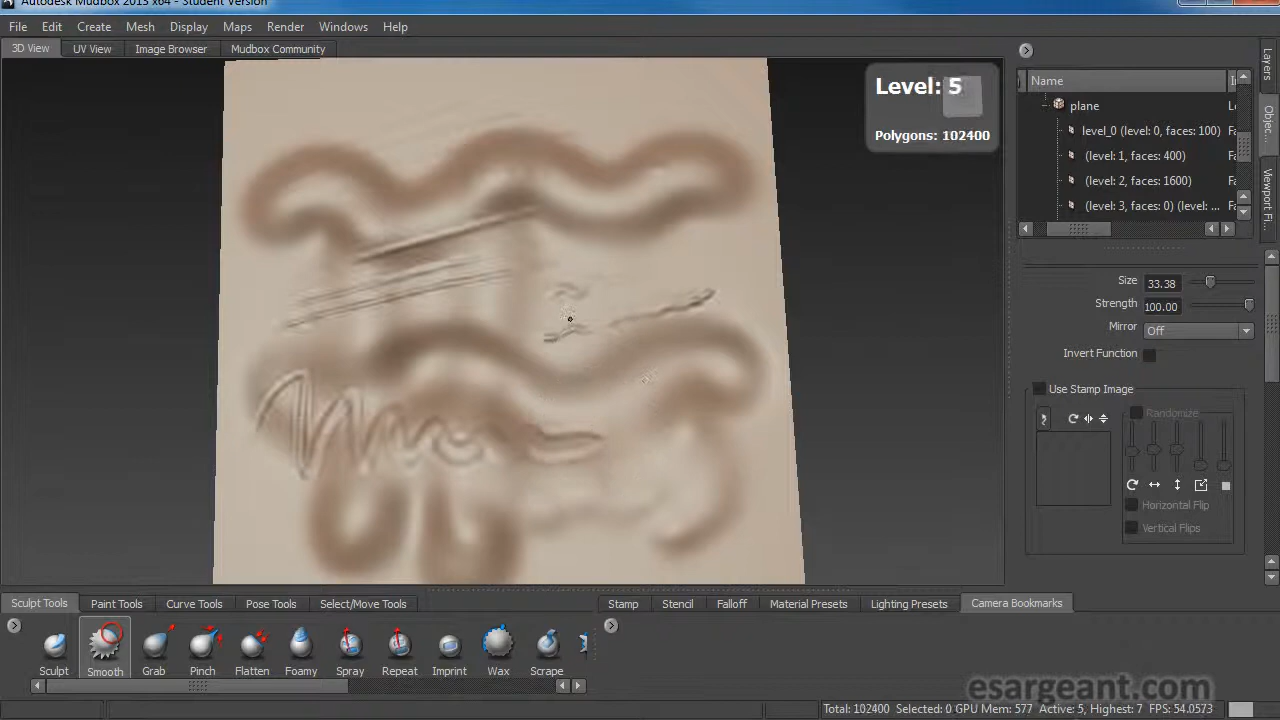 Autodesk Mudbox 2013 x64 - Student Version
File Edit Create Mesh Display Maps Render Windows Help
3D View UV View Image Browser Mudbox Community
Level: 5
Polygons: 102400
Name
plane
level_0 (level: 0, faces: 100)
(level: 1, faces: 400)
(level: 2, faces: 1600)
(level: 3, faces: 0) (level: ...
Layers
Objec..
Viewport Fi..
Size 33.38
Strength 100.00
Mirror Off
Invert Function
Use Stamp Image
Randomize
Horizontal Flip
Vertical Flips
Sculpt Tools Paint Tools Curve Tools Pose Tools Select/Move Tools
Stamp Stencil Falloff Material Presets Lighting Presets Camera Bookmarks
Sculpt Smooth Grab Pinch Flatten Foamy Spray Repeat Imprint Wax Scrape
esargeant.com
Total: 102400 Selected: 0 GPU Mem: 577 Active: 5, Highest: 7 FPS: 54.0573